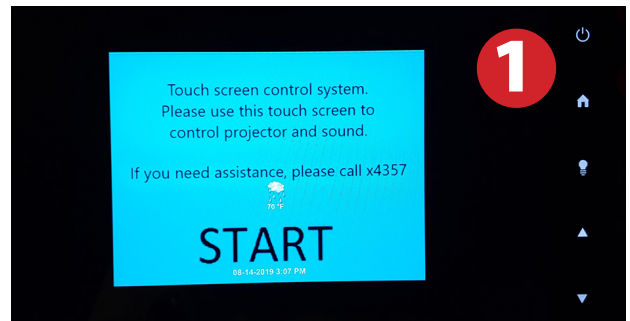 1
Touch screen control system.
Please use this touch screen to
control projector and sound.
If you need assistance, please call x4357
70 °F
START
08-14-2019 3:07 PM